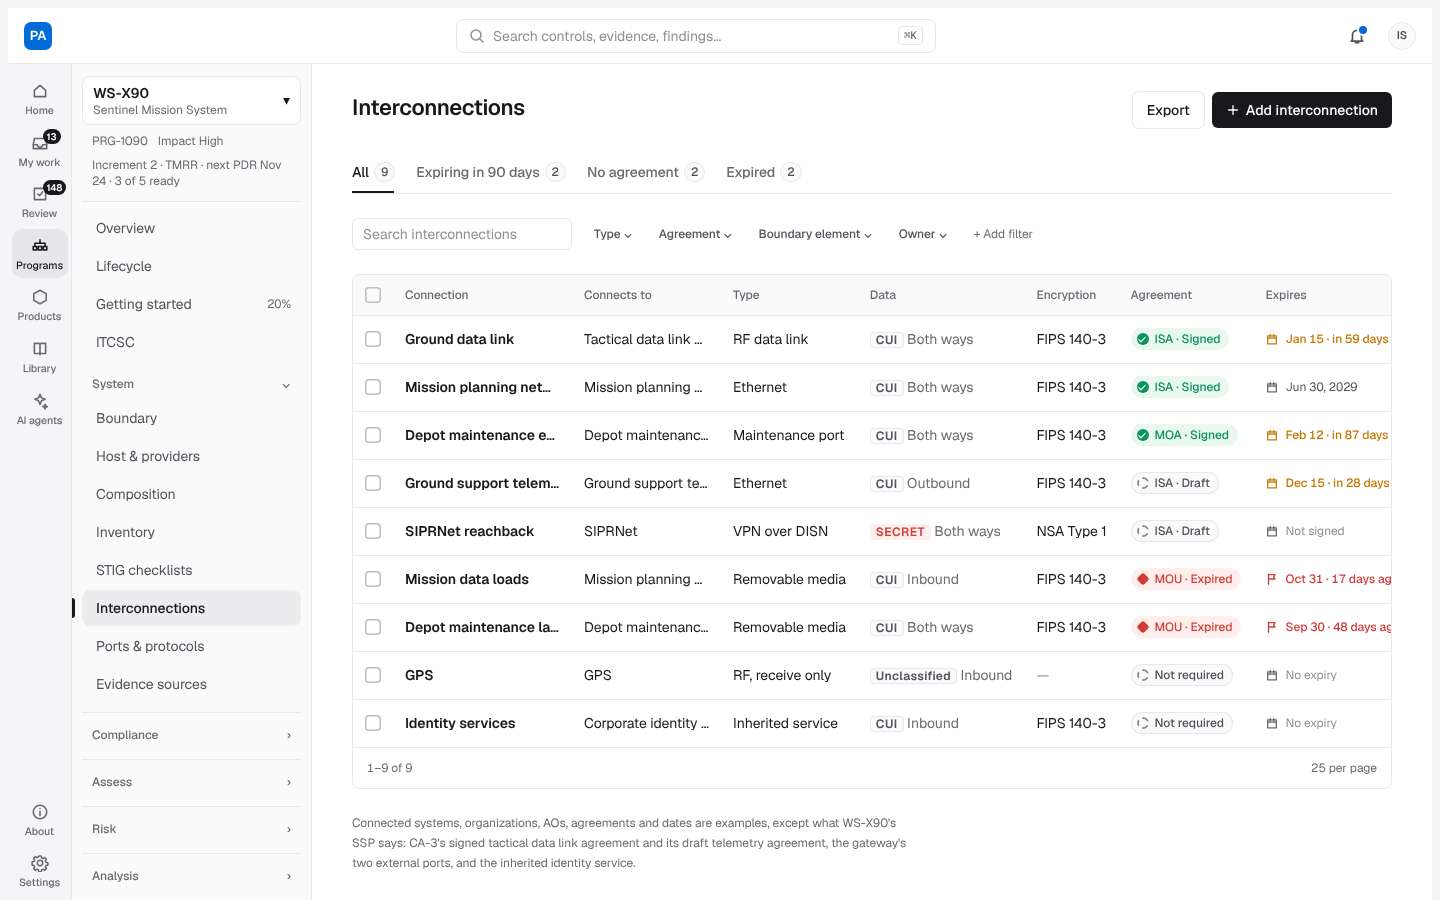 PA
Search controls, evidence, findings...
⌘K
IS
Home
13
My work
148
Review
Programs
Products
Library
AI agents
About
Settings
WS-X90
Sentinel Mission System
PRG-1090 Impact High
Increment 2 · TMRR · next PDR Nov
24 · 3 of 5 ready
Overview
Lifecycle
Getting started 20%
ITCSC
System
Boundary
Host & providers
Composition
Inventory
STIG checklists
Interconnections
Ports & protocols
Evidence sources
Compliance
Assess
Risk
Analysis
Interconnections
Export
+ Add interconnection
All 9 Expiring in 90 days 2 No agreement 2 Expired 2
Search interconnections Type Agreement Boundary element Owner + Add filter
Connection Connects to Type Data Encryption Agreement Expires
Ground data link Tactical data link ... RF data link CUI Both ways FIPS 140-3 ISA · Signed Jan 15 · in 59 days
Mission planning net... Mission planning ... Ethernet CUI Both ways FIPS 140-3 ISA · Signed Jun 30, 2029
Depot maintenance e... Depot maintenanc... Maintenance port CUI Both ways FIPS 140-3 MOA · Signed Feb 12 · in 87 days
Ground support telem... Ground support te... Ethernet CUI Outbound FIPS 140-3 ISA · Draft Dec 15 · in 28 days
SIPRNet reachback SIPRNet VPN over DISN SECRET Both ways NSA Type 1 ISA · Draft Not signed
Mission data loads Mission planning ... Removable media CUI Inbound FIPS 140-3 MOU · Expired Oct 31 · 17 days ag
Depot maintenance la... Depot maintenanc... Removable media CUI Both ways FIPS 140-3 MOU · Expired Sep 30 · 48 days ag
GPS GPS RF, receive only Unclassified Inbound — Not required No expiry
Identity services Corporate identity ... Inherited service CUI Inbound FIPS 140-3 Not required No expiry
1–9 of 9 25 per page
Connected systems, organizations, AOs, agreements and dates are examples, except what WS-X90's
SSP says: CA-3's signed tactical data link agreement and its draft telemetry agreement, the gateway's
two external ports, and the inherited identity service.